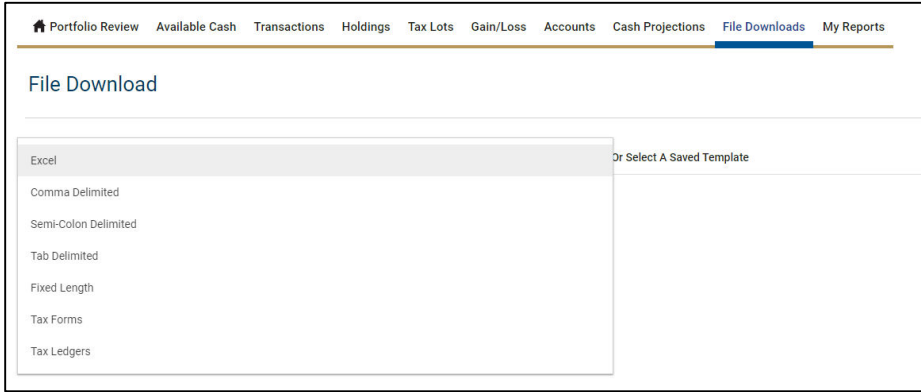 Portfolio Review Available Cash Transactions Holdings Tax Lots Gain/Loss Accounts Cash Projections File Downloads My Reports
File Download
Or Select A Saved Template
Excel
Comma Delimited
Semi-Colon Delimited
Tab Delimited
Fixed Length
Tax Forms
Tax Ledgers